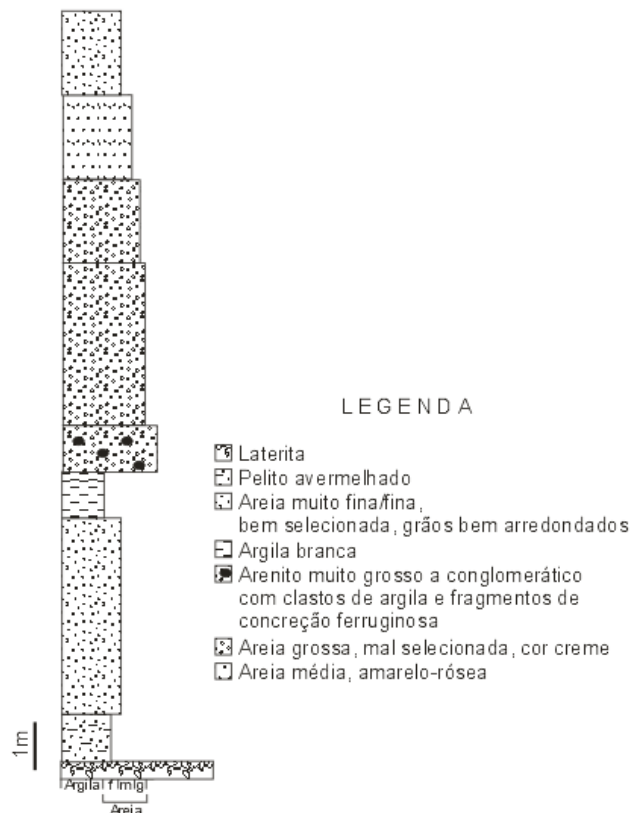 LEGENDA
Laterita
Pelito avermelhado
Areia muito fina/fina,
bem selecionada, grãos bem arredondados
Argila branca
Arenito muito grosso a conglomerático
com clastos de argila e fragmentos de
concreção ferruginosa
Areia grossa, mal selecionada, cor creme
Areia média, amarelo-rósea
1m
Argila f m g
Areia